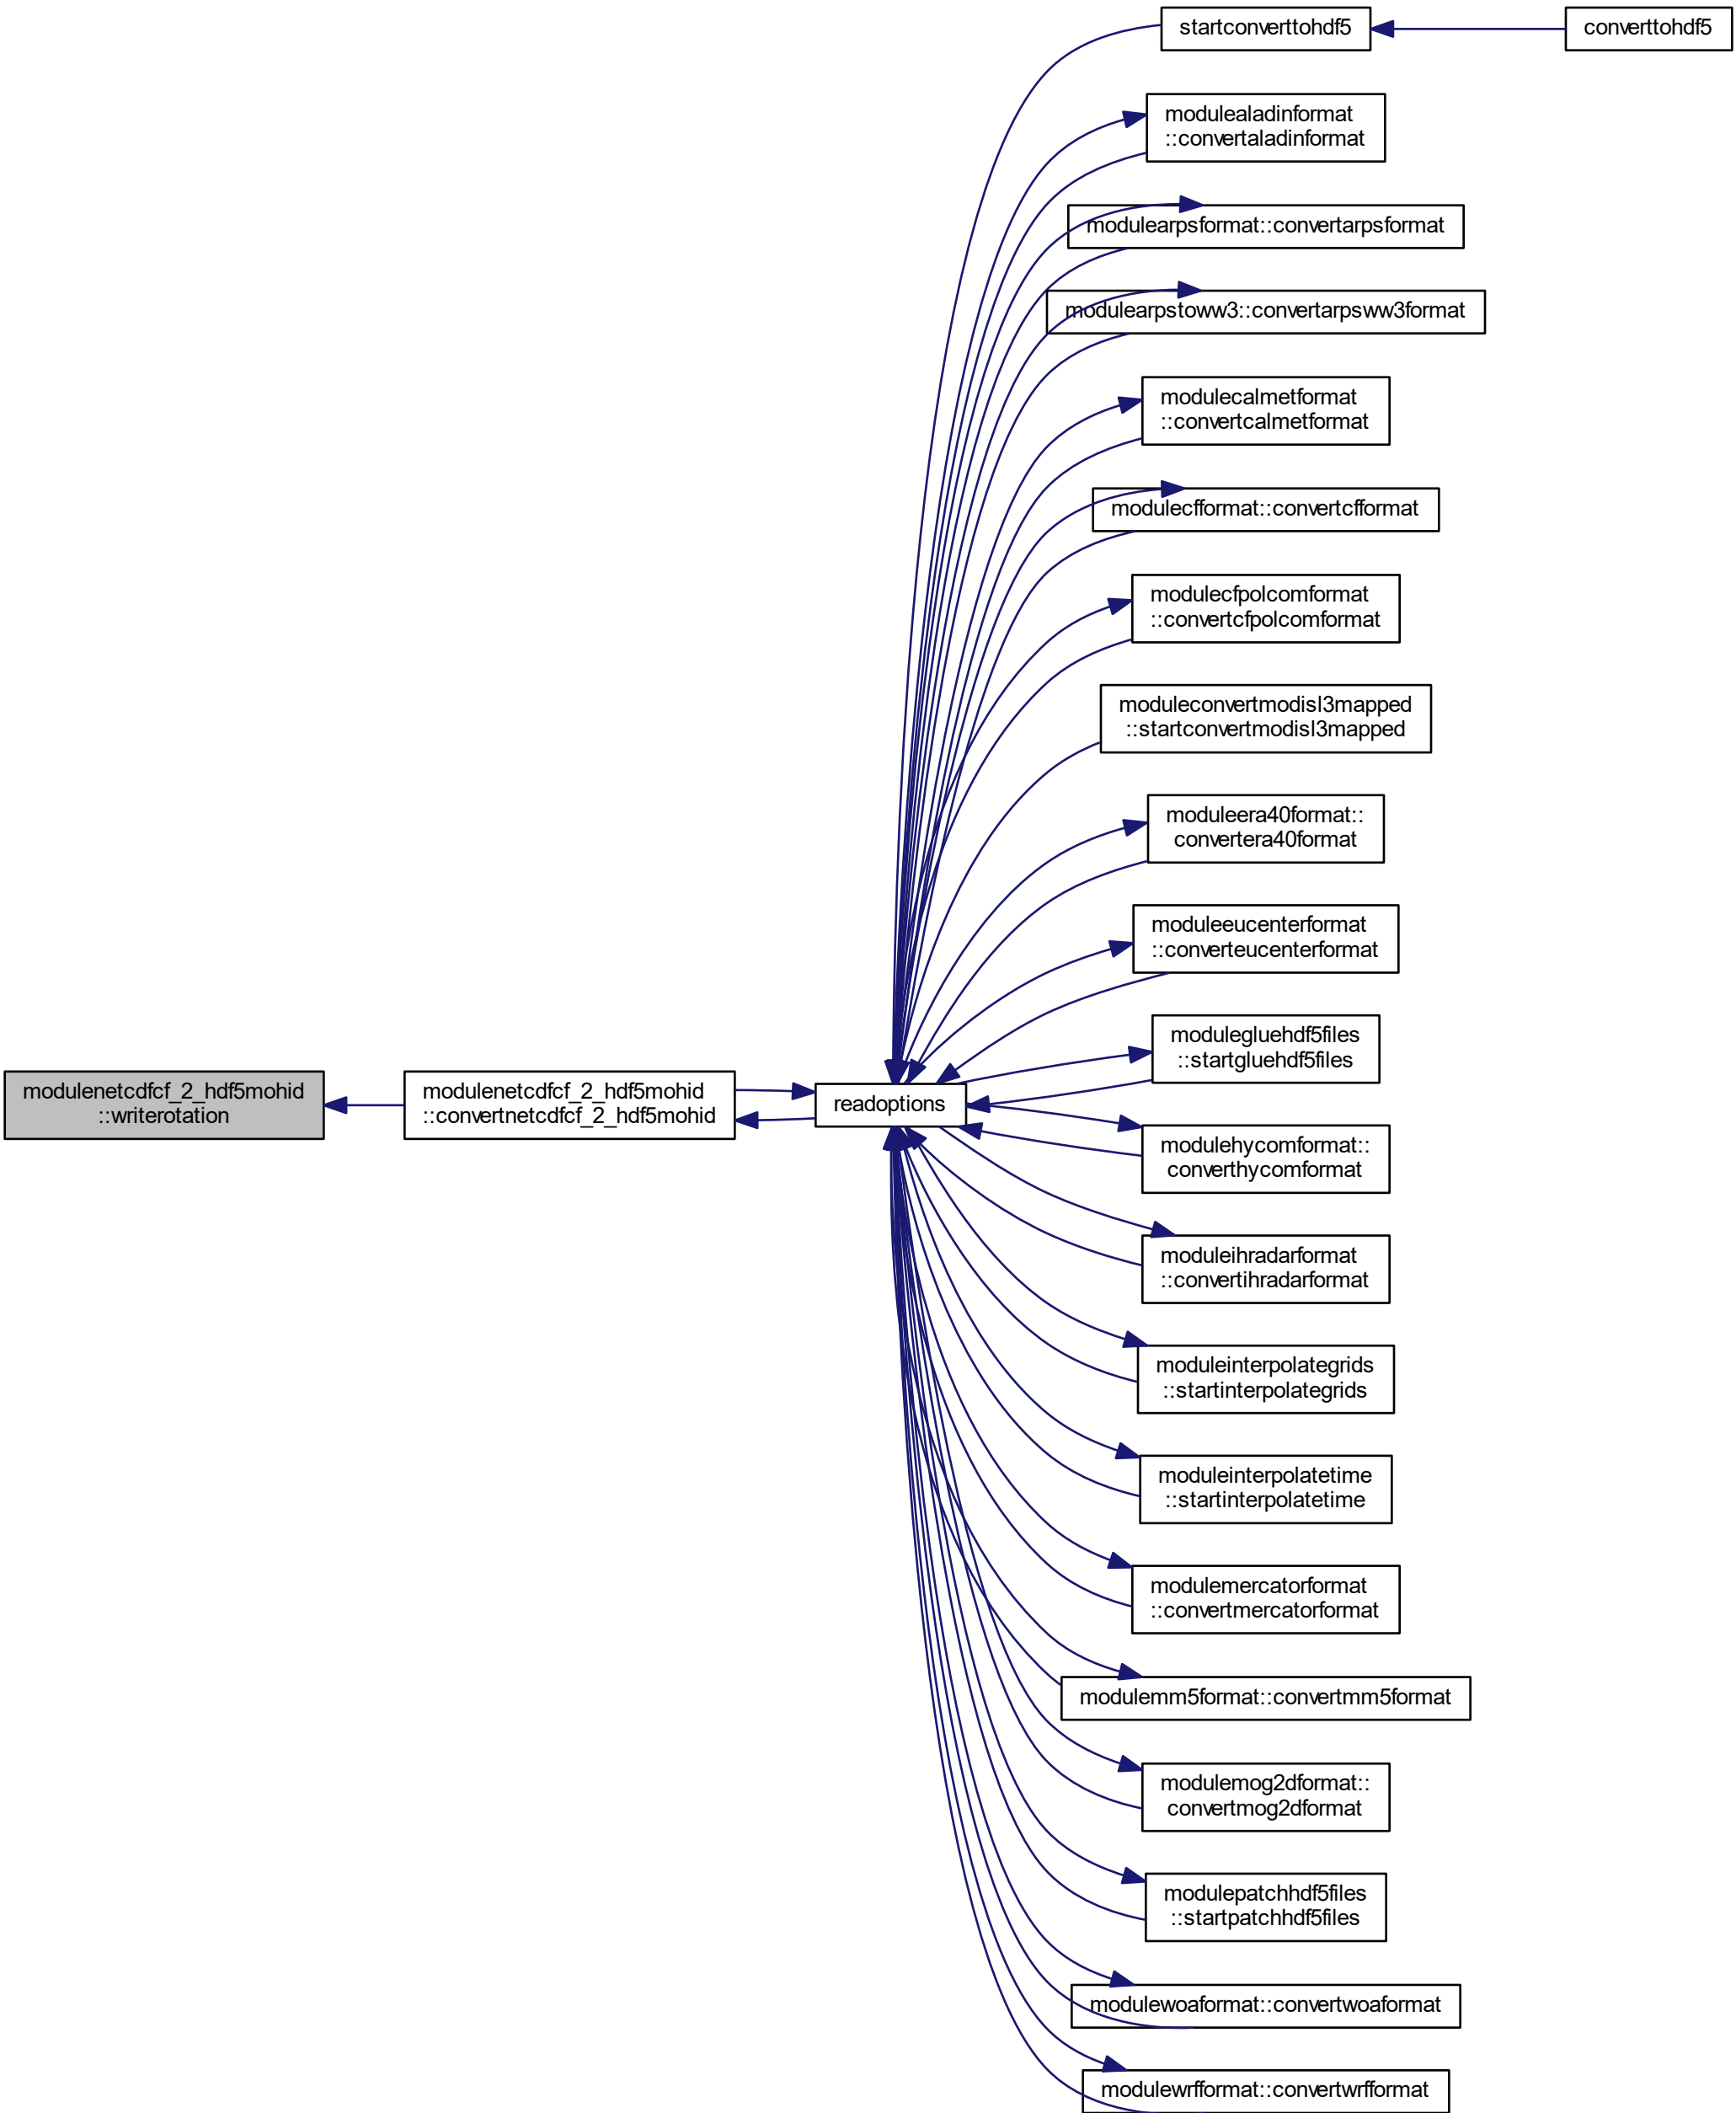 startconverttohdf5
converttohdf5
modulealadinformat
::convertaladinformat
modulearpsformat::convertarpsformat
modulearpstoww3::convertarpsww3format
modulecalmetformat
::convertcalmetformat
modulecfformat::convertcfformat
modulecfpolcomformat
::convertcfpolcomformat
moduleconvertmodisl3mapped
::startconvertmodisl3mapped
moduleera40format::
convertera40format
moduleeucenterformat
::converteucenterformat
modulegluehdf5files
::startgluehdf5files
modulenetcdfcf_2_hdf5mohid
::writerotation
modulenetcdfcf_2_hdf5mohid
::convertnetcdfcf_2_hdf5mohid
readoptions
modulehycomformat::
converthycomformat
moduleihradarformat
::convertihradarformat
moduleinterpolategrids
::startinterpolategrids
moduleinterpolatetime
::startinterpolatetime
modulemercatorformat
::convertmercatorformat
modulemm5format::convertmm5format
modulemog2dformat::
convertmog2dformat
modulepatchhdf5files
::startpatchhdf5files
modulewoaformat::convertwoaformat
modulewrfformat::convertwrfformat